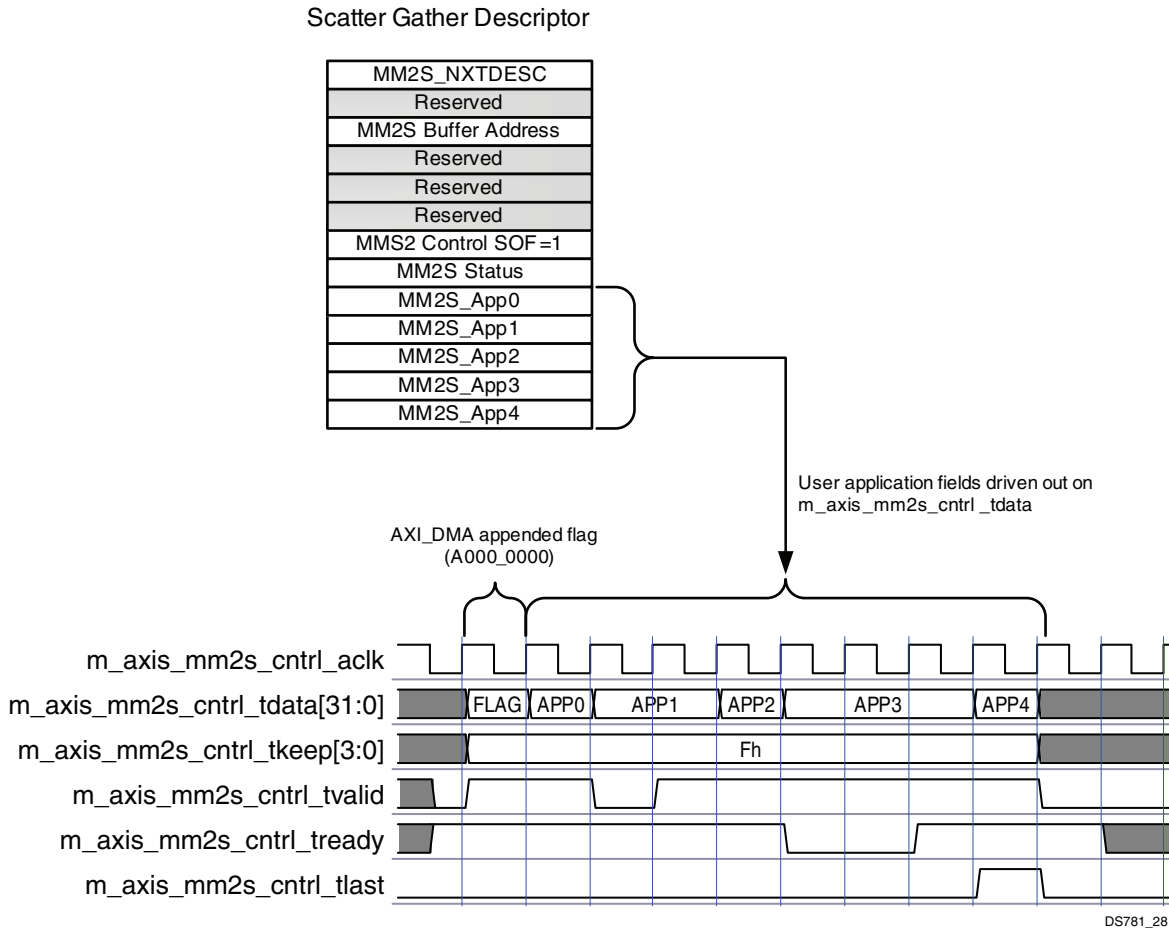 Scatter Gather Descriptor
MM2S_NXTDESC
Reserved
MM2S Buffer Address
Reserved
Reserved
Reserved
MMS2 Control SOF=1
MM2S Status
MM2S_App0
MM2S_App1
MM2S_App2
MM2S_App3
MM2S_App4
User application fields driven out on
m_axis_mm2s_cntrl _tdata
AXI_DMA appended flag
(A000_0000)
m_axis_mm2s_cntrl_aclk
m_axis_mm2s_cntrl_tdata[31:0] FLAG APP0 APP1 APP2 APP3 APP4
m_axis_mm2s_cntrl_tkeep[3:0] Fh
m_axis_mm2s_cntrl_tvalid
m_axis_mm2s_cntrl_tready
m_axis_mm2s_cntrl_tlast
DS781_28